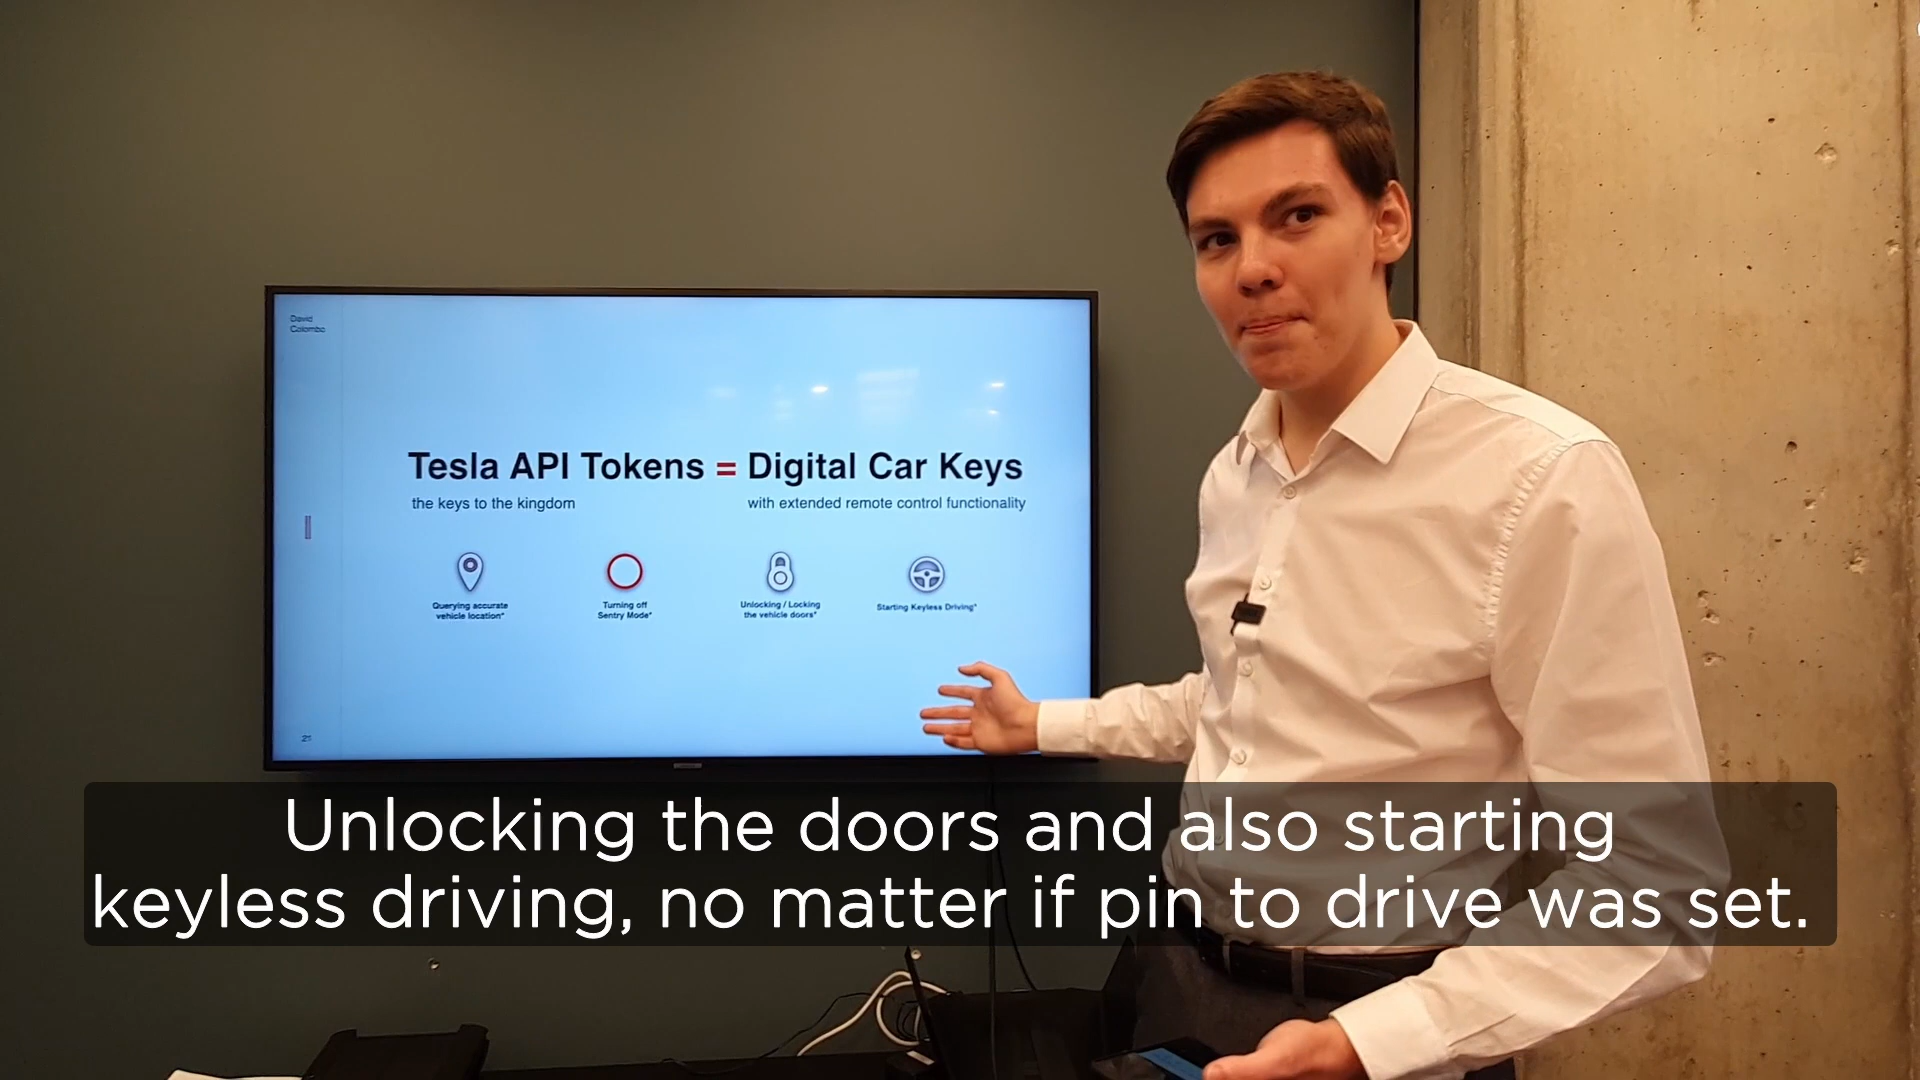 David
Colombo
Tesla API Tokens = Digital Car Keys
the keys to the kingdom
with extended remote control functionality
Querying accurate
vehicle location*
Turning off
Sentry Mode*
Unlocking / Locking
the vehicle doors*
Starting Keyless Driving*
Unlocking the doors and also starting
keyless driving, no matter if pin to drive was set.